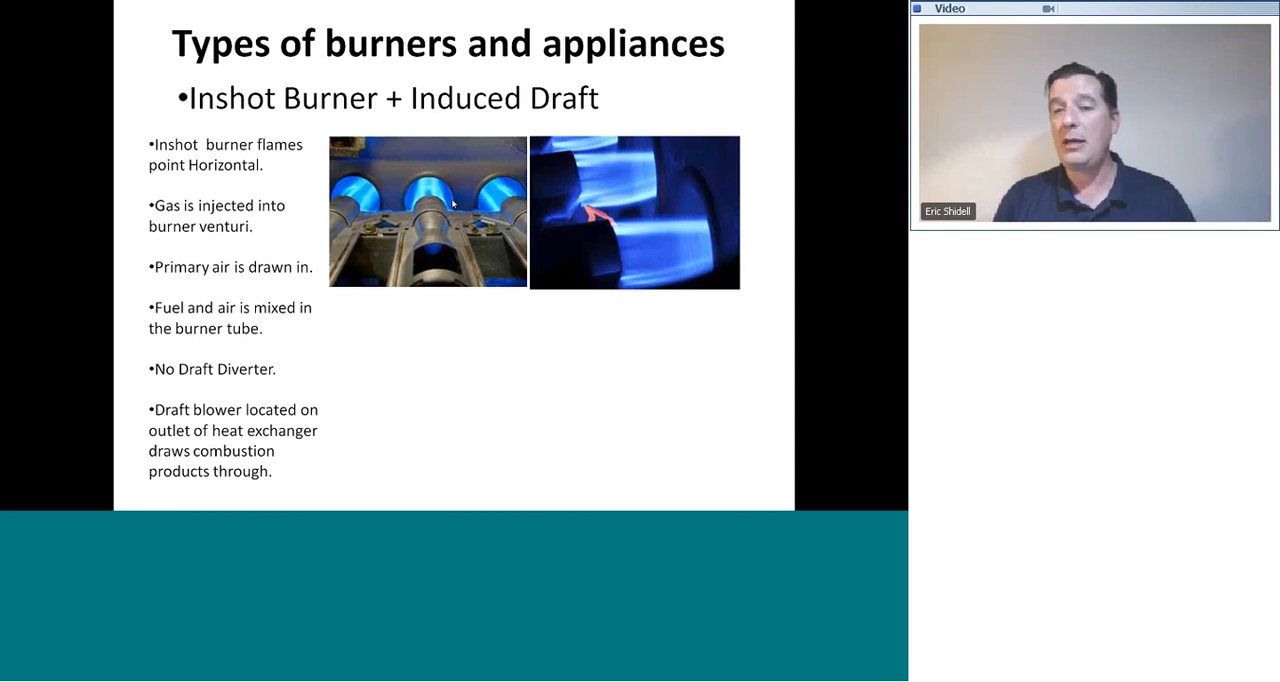 Types of burners and appliances
•Inshot Burner + Induced Draft
•Inshot  burner flames
point Horizontal.
•Gas is injected into
burner venturi.
•Primary air is drawn in.
•Fuel and air is mixed in
the burner tube.
•No Draft Diverter.
•Draft blower located on
outlet of heat exchanger
draws combustion
products through.
Video
Eric Shidell